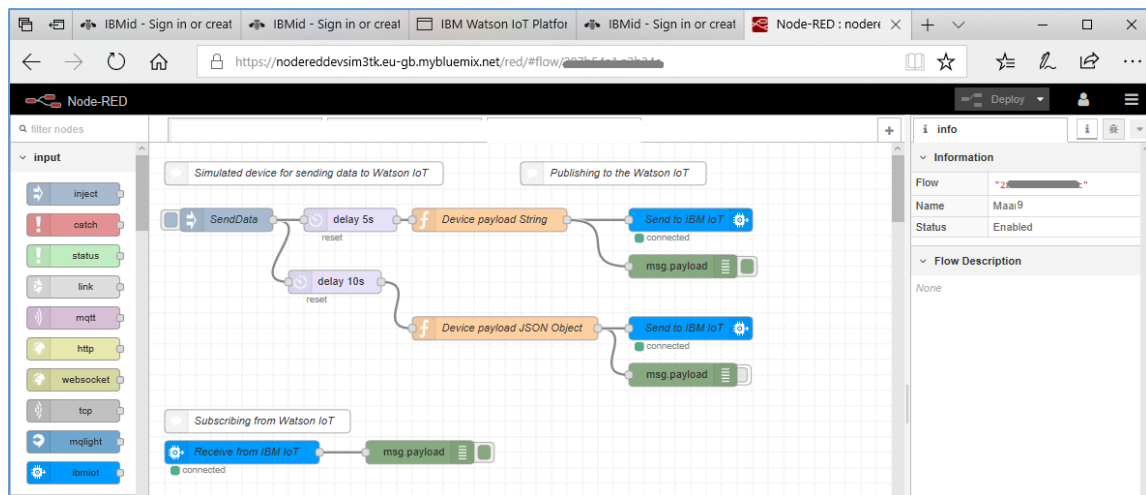 IBMid - Sign in or creat
IBMid - Sign in or creat
IBM Watson IoT Platfor
IBMid - Sign in or creat
Node-RED : nodere
https://nodereddevsim3tk.eu-gb.mybluemix.net/red/#flow/
Node-RED
Deploy
filter nodes
input
inject
catch
status
link
mqtt
http
websocket
tcp
mqlight
ibmiot
Simulated device for sending data to Watson IoT
Publishing to the Watson IoT
SendData
delay 5s
reset
Device payload String
Send to IBM IoT
connected
msg.payload
delay 10s
reset
Device payload JSON Object
Send to IBM IoT
connected
msg.payload
Subscribing from Watson IoT
Receive from IBM IoT
connected
msg.payload
i info
i
Information
Flow
Name
Status Enabled
Flow Description
None